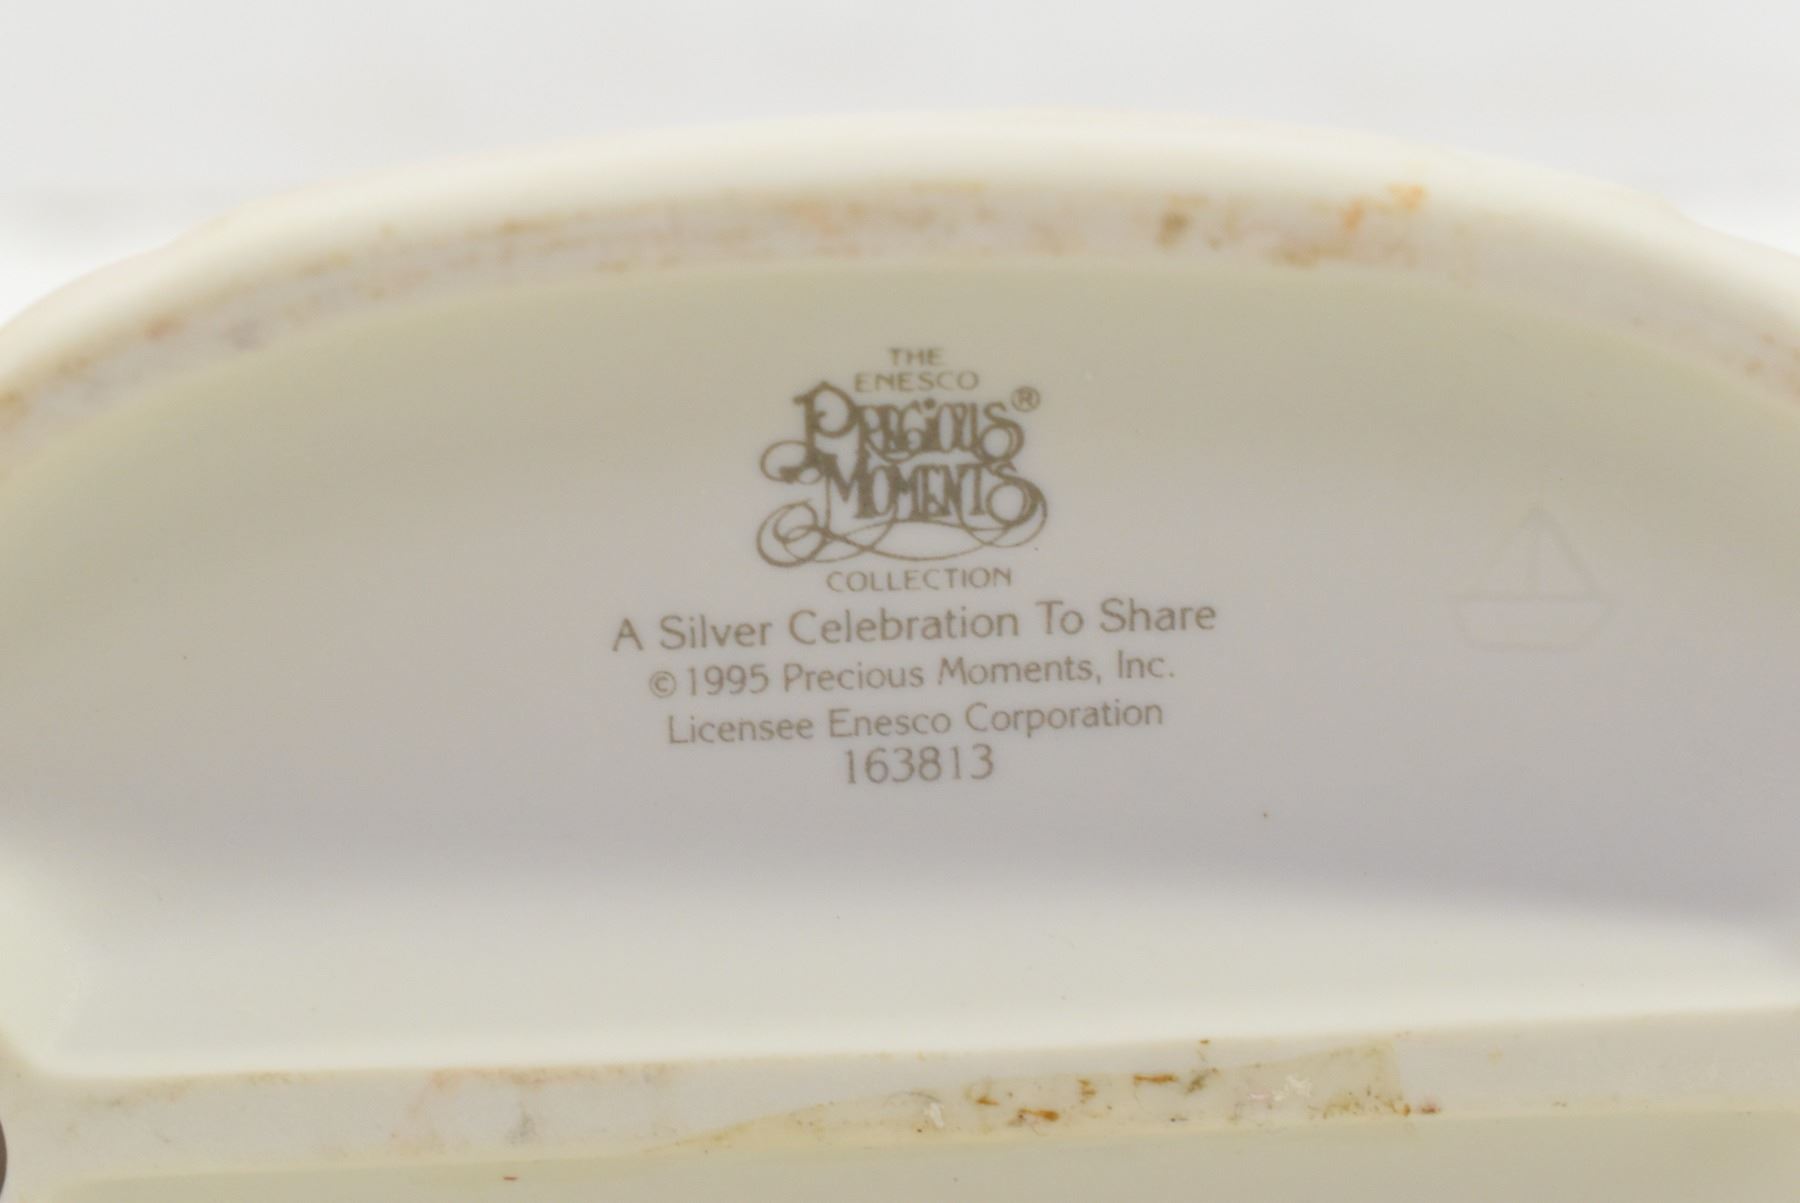 THE
ENESCO
PRECIOUS®
MOMENTS
COLLECTION
A Silver Celebration To Share
© 1995 Precious Moments, Inc.
Licensee Enesco Corporation
163813